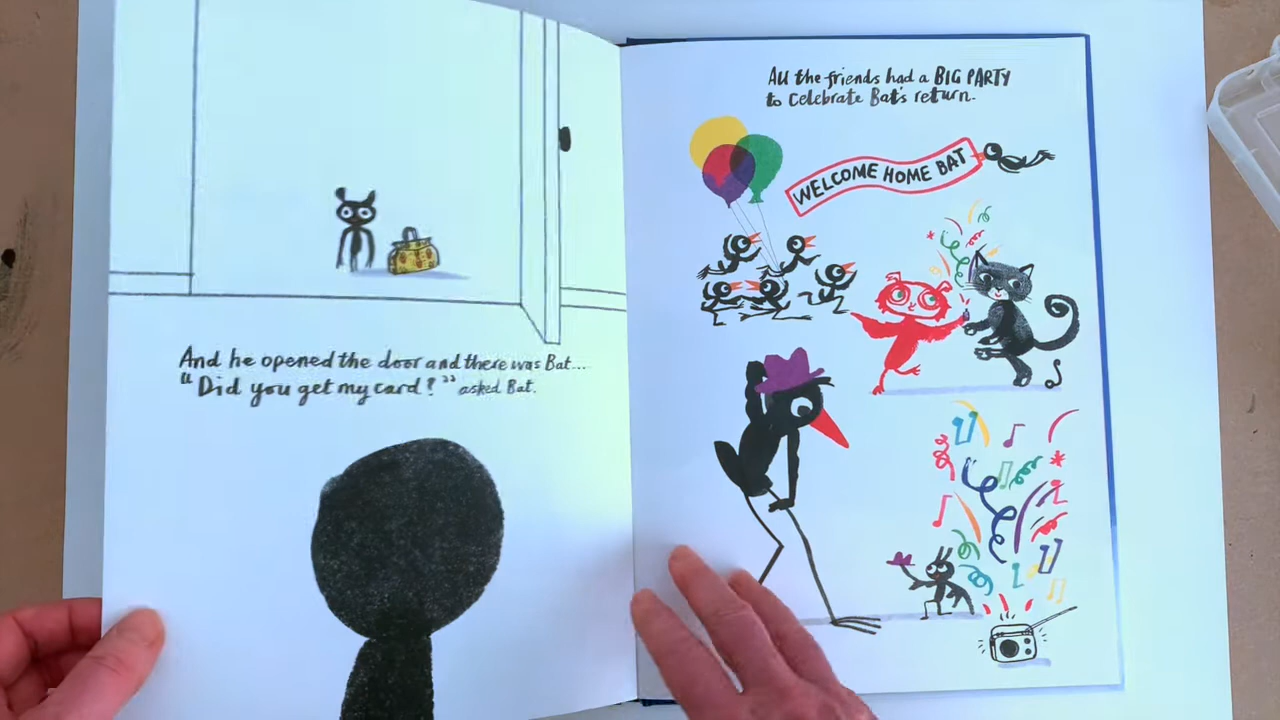 And he opened the door and there was Bat...
"Did you get my card?" asked Bat.
All the friends had a BIG PARTY
to celebrate Bat's return.
WELCOME HOME BAT